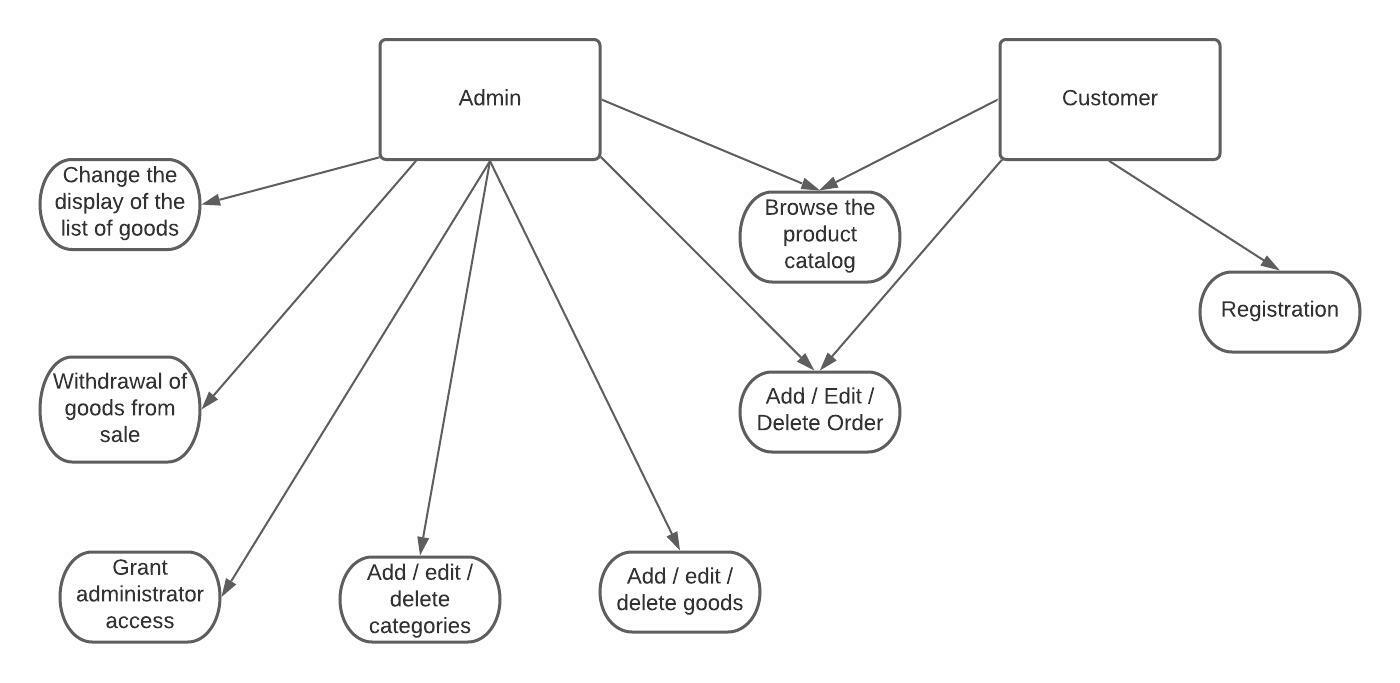 Admin
Customer
Change the
display of the
list of goods
Browse the
product
catalog
Registration
Withdrawal of
goods from
sale
Add / Edit /
Delete Order
Grant
administrator
access
Add / edit /
delete
categories
Add / edit /
delete goods